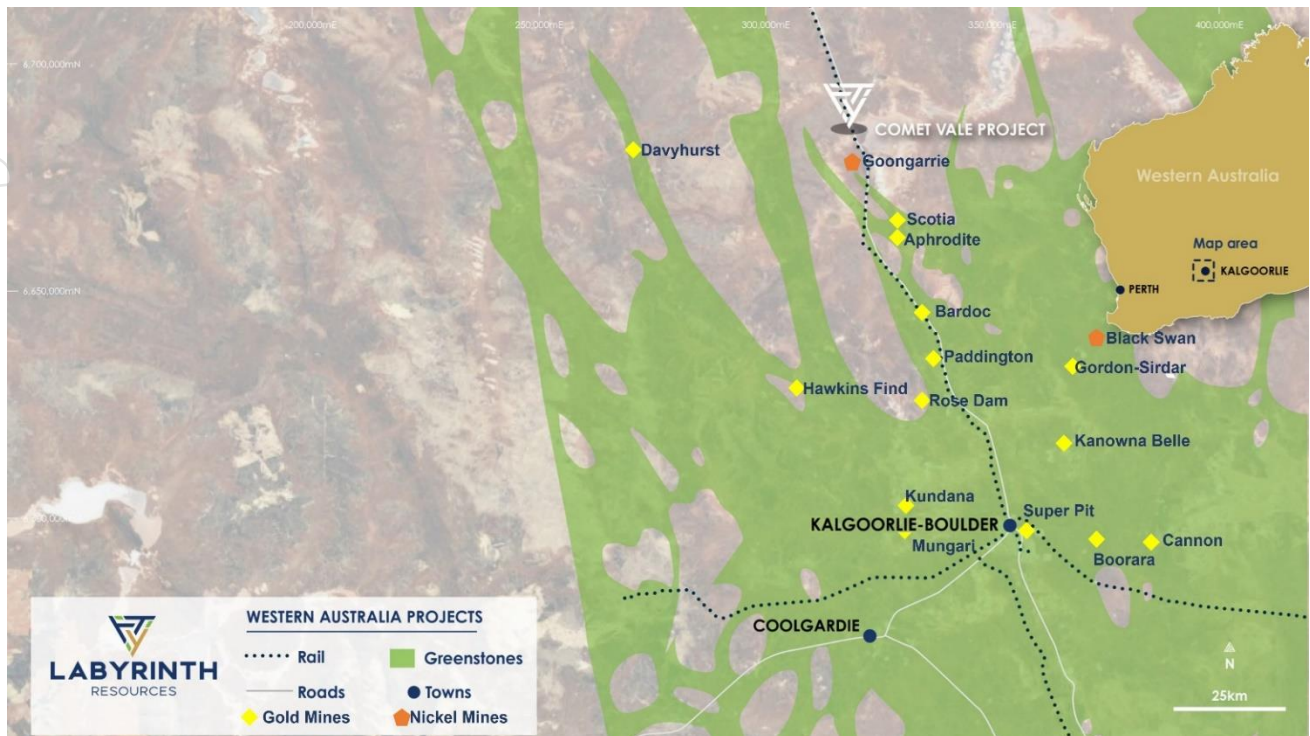 200,000mE
250,000mE
300,000mE
350,000mE
400,000mE
6,700,000mN
COMET VALE PROJECT
Davyhurst
Goongarrie
Western Australia
Scotia
Aphrodite
Map area
KALGOORLIE
PERTH
6,650,000mN
Bardoc
Black Swan
Paddington
Gordon-Sirdar
Hawkins Find
Rose Dam
Kanowna Belle
Kundana
Super Pit
KALGOORLIE-BOULDER
Mungari
Cannon
Boorara
COOLGARDIE
WESTERN AUSTRALIA PROJECTS
LABYRINTH
RESOURCES
Rail
Greenstones
Roads
Towns
Gold Mines
Nickel Mines
N
25km